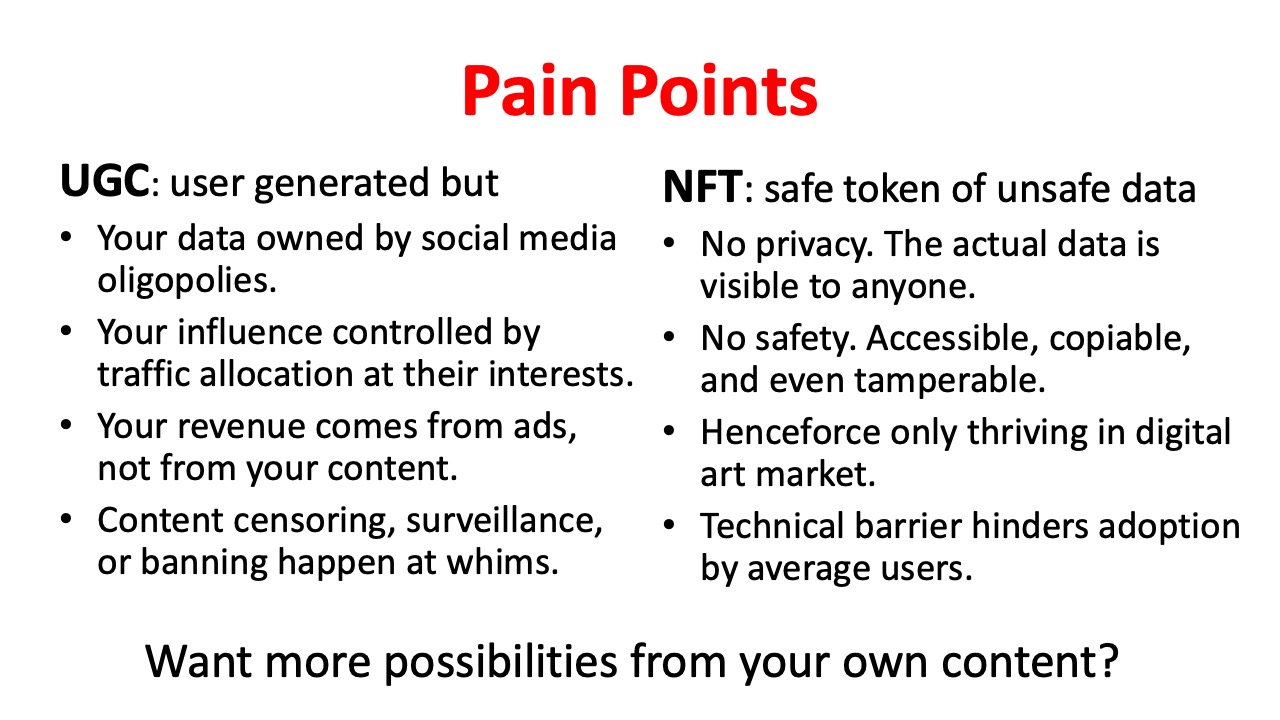 Pain Points
UGC: user generated but
• Your data owned by social media
oligopolies.
• Your influence controlled by
traffic allocation at their interests.
• Your revenue comes from ads,
not from your content.
• Content censoring, surveillance,
or banning happen at whims.
NFT: safe token of unsafe data
• No privacy. The actual data is
visible to anyone.
• No safety. Accessible, copiable,
and even tamperable.
• Henceforce only thriving in digital
art market.
• Technical barrier hinders adoption
by average users.
Want more possibilities from your own content?